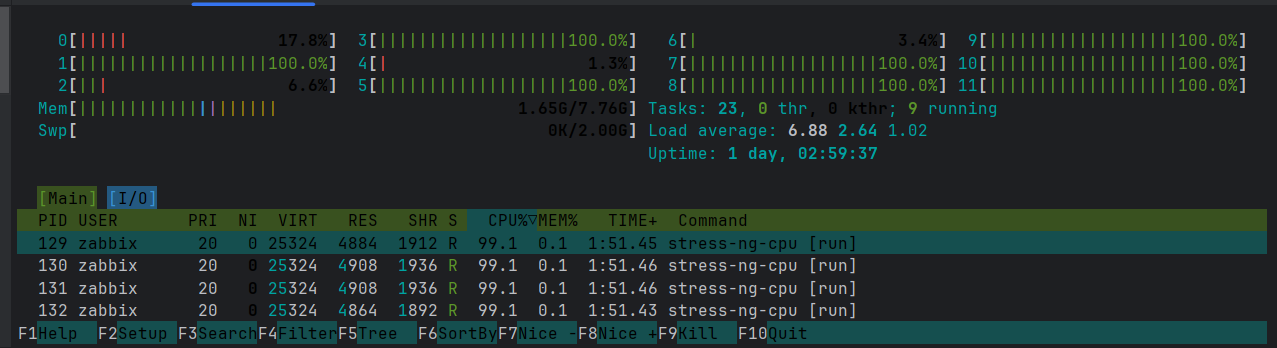 0[||||| 17.8%] 3[|||||||||||||||||||100.0%] 6[| 3.4%] 9[|||||||||||||||||||100.0%]
1[|||||||||||||||||||100.0%] 4[| 1.3%] 7[|||||||||||||||||||100.0%] 10[|||||||||||||||||||100.0%]
2[||| 6.6%] 5[|||||||||||||||||||100.0%] 8[|||||||||||||||||||100.0%] 11[|||||||||||||||||||100.0%]
Mem[|||||||||||||||||||| 1.65G/7.76G] Tasks: 23, 0 thr, 0 kthr; 9 running
Swp[ 0K/2.00G] Load average: 6.88 2.64 1.02
Uptime: 1 day, 02:59:37
[Main] [I/O]
PID USER PRI NI VIRT RES SHR S CPU%▽MEM% TIME+ Command
129 zabbix 20 0 25324 4884 1912 R 99.1 0.1 1:51.45 stress-ng-cpu [run]
130 zabbix 20 0 25324 4908 1936 R 99.1 0.1 1:51.46 stress-ng-cpu [run]
131 zabbix 20 0 25324 4908 1936 R 99.1 0.1 1:51.46 stress-ng-cpu [run]
132 zabbix 20 0 25324 4864 1892 R 99.1 0.1 1:51.43 stress-ng-cpu [run]
F1Help F2Setup F3SearchF4FilterF5Tree F6SortByF7Nice -F8Nice +F9Kill F10Quit